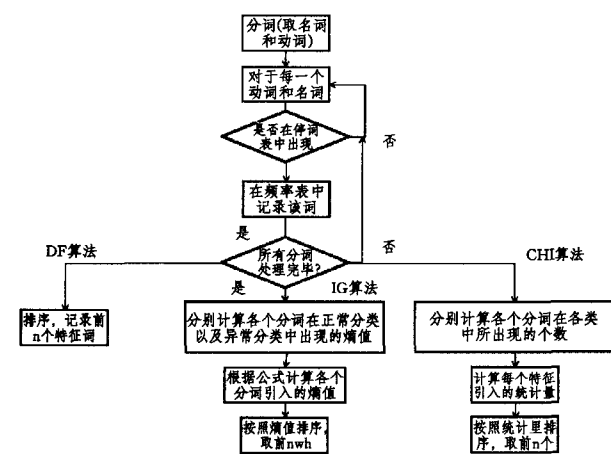 分词(取名词
和动词)
对于每一个
动词和名词
是否在停词
表中出现
否
在频率表中
记录该词
是
DF算法
所有分词
处理完毕?
否
CHI算法
是
IG算法
排序，记录前
n个特征词
分别计算各个分词在正常分类
以及异常分类中出现的熵值
分别计算各个分词在各类
中所出现的个数
根据公式计算各个
分词引入的熵值
计算每个特征
引入的统计量
按照熵值排序，
取前nwh
按照统计里排
序，取前n个